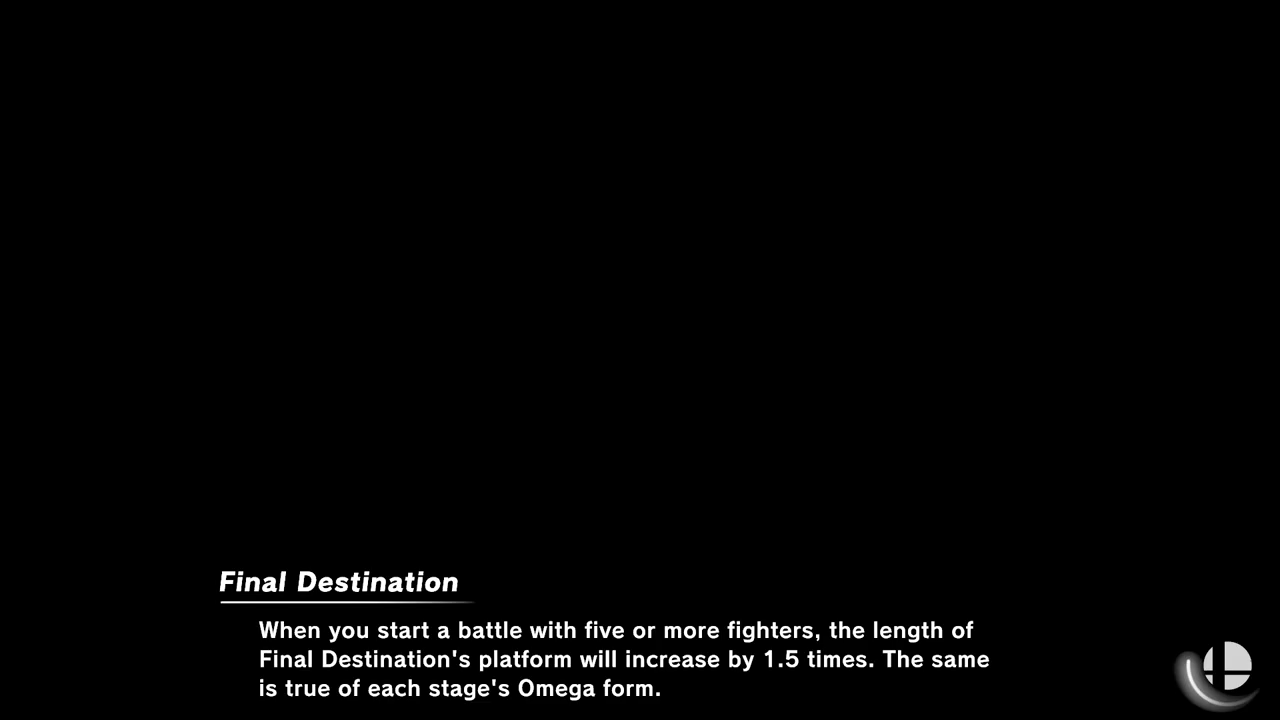 Final Destination
When you start a battle with five or more fighters, the length of
Final Destination's platform will increase by 1.5 times. The same
is true of each stage's Omega form.